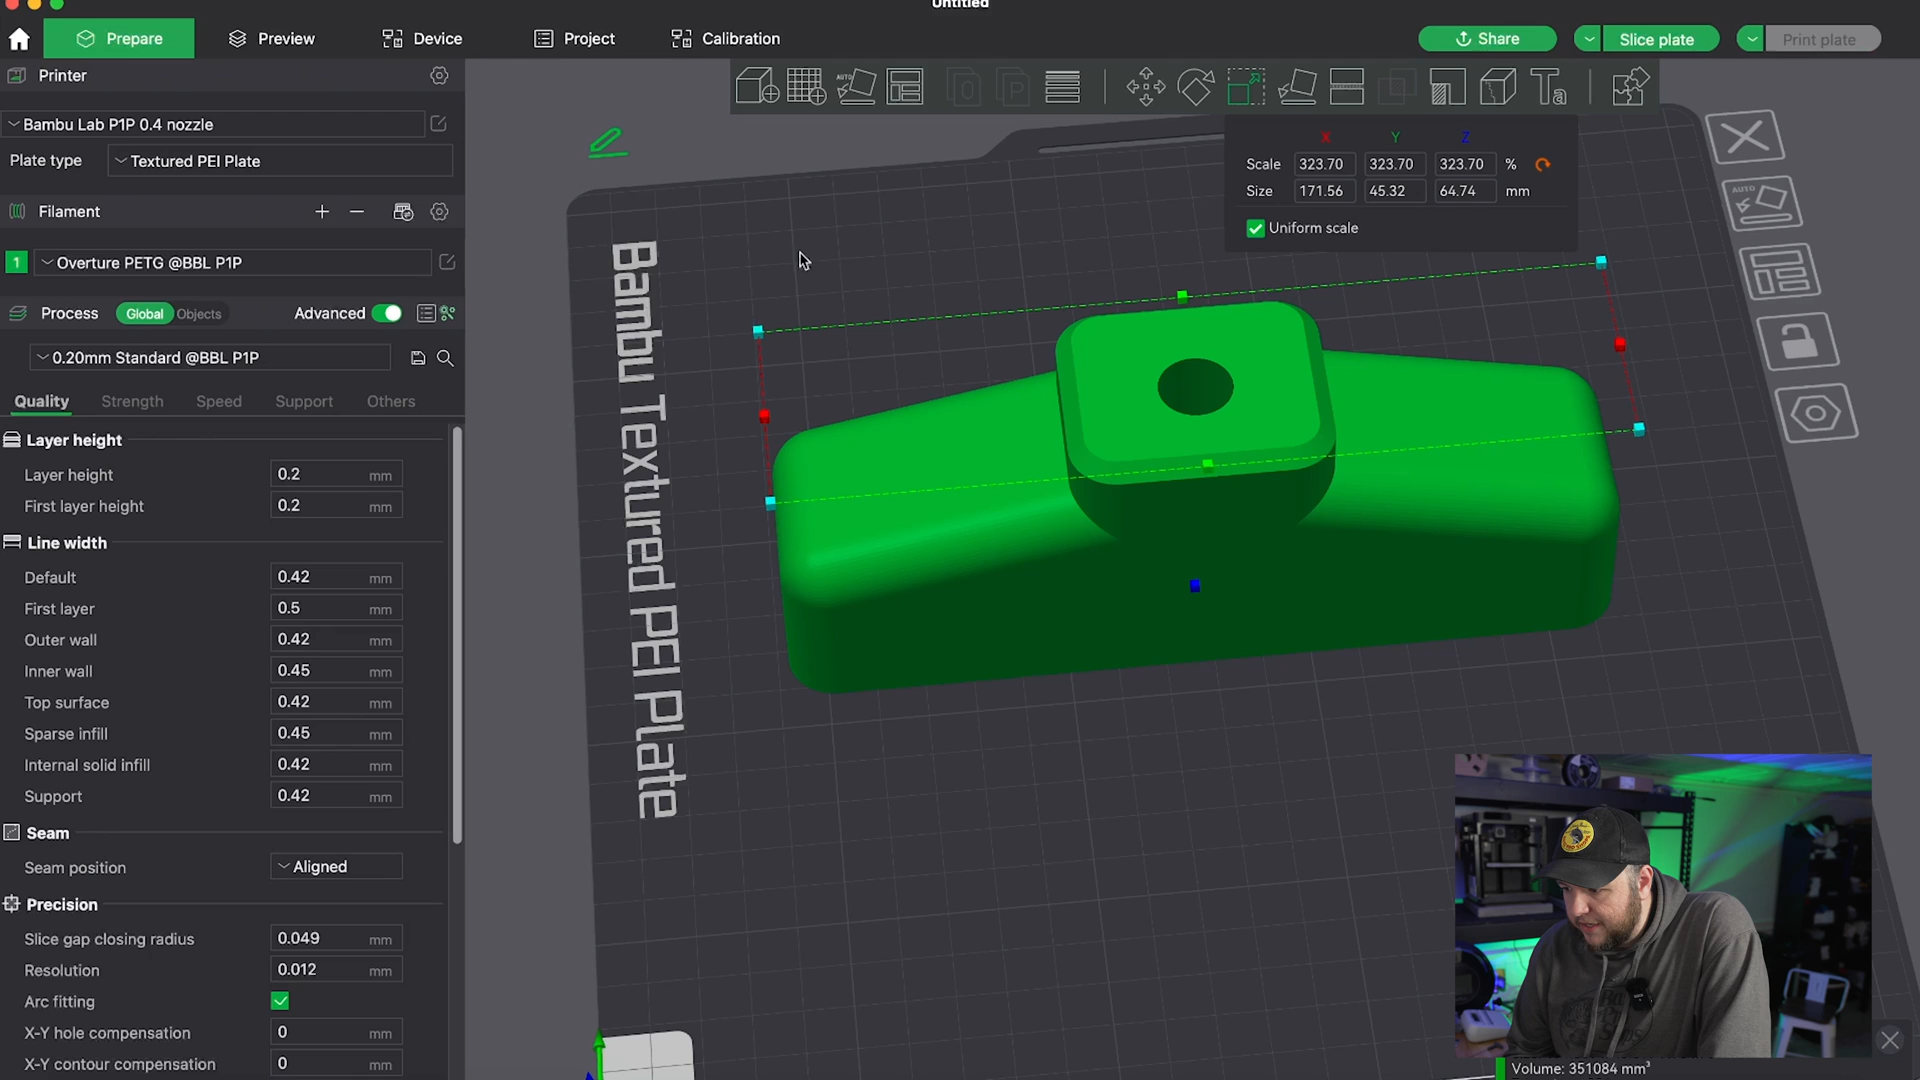 Untitled
Prepare
Preview
Device
Project
Calibration
Share
Slice plate
Print plate
Printer
Bambu Lab P1P 0.4 nozzle
Plate type
Textured PEI Plate
Filament
1
Overture PETG @BBL P1P
Process
Global
Objects
Advanced
0.20mm Standard @BBL P1P
Quality
Strength
Speed
Support
Others
Layer height
Layer height 0.2 mm
First layer height 0.2 mm
Line width
Default 0.42 mm
First layer 0.5 mm
Outer wall 0.42 mm
Inner wall 0.45 mm
Top surface 0.42 mm
Sparse infill 0.45 mm
Internal solid infill 0.42 mm
Support 0.42 mm
Seam
Seam position Aligned
Precision
Slice gap closing radius 0.049 mm
Resolution 0.012 mm
Arc fitting
X-Y hole compensation 0 mm
X-Y contour compensation 0 mm
AUTO
X Y Z
Scale 323.70 323.70 323.70 %
Size 171.56 45.32 64.74 mm
Uniform scale
Bambu Textured PEI Plate
AUTO
Volume: 351084 mm³